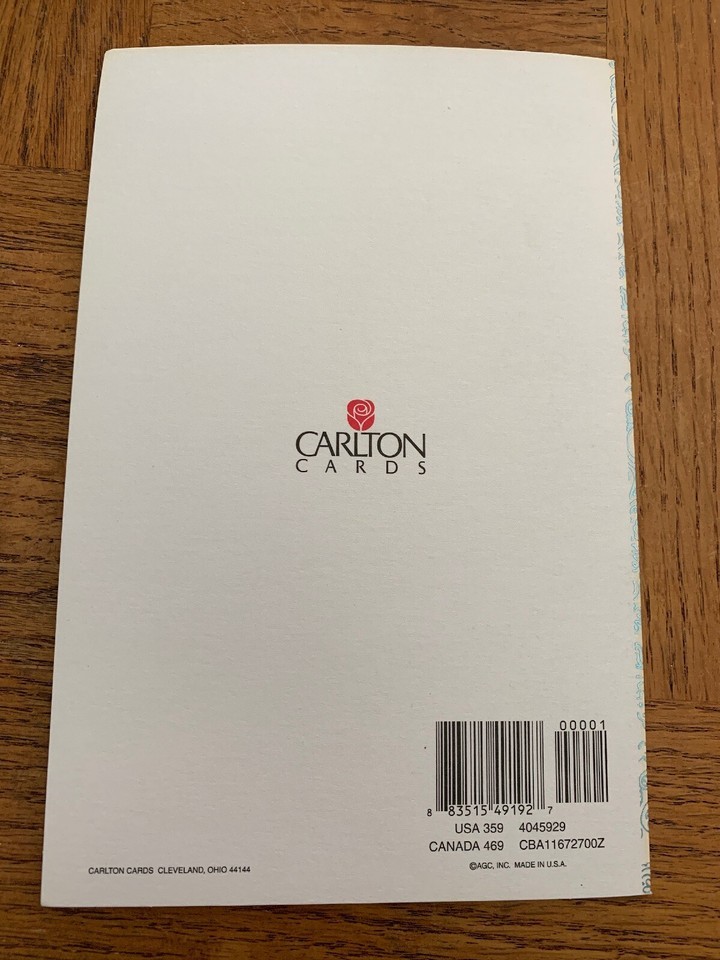 CARLTON
CARDS
00001
8 83515 49192 7
USA 359 4045929
CANADA 469 CBA11672700Z
©AGC, INC. MADE IN U.S.A.
CARLTON CARDS CLEVELAND, OHIO 44144